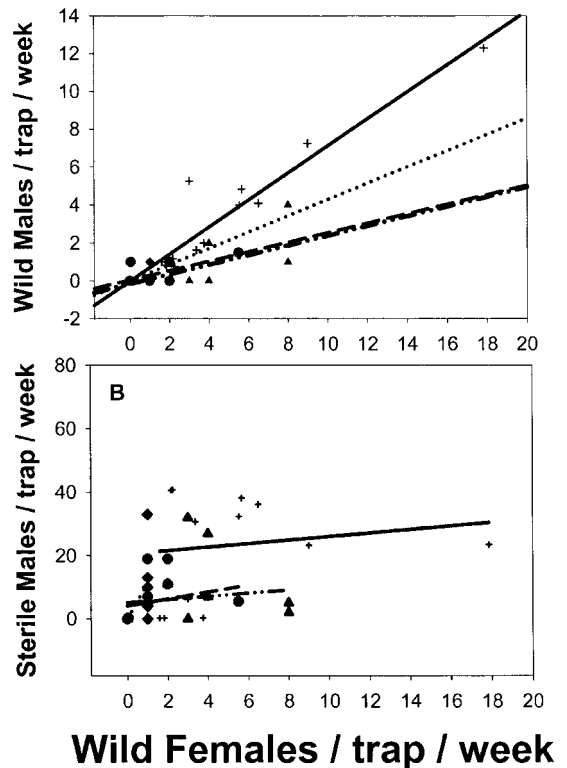 Wild Males / trap / week
14
12
10
8
6
4
2
0
-2
0 2 4 6 8 10 12 14 16 18 20
Sterile Males / trap / week
B
80
60
40
20
0
0 2 4 6 8 10 12 14 16 18 20
Wild Females / trap / week